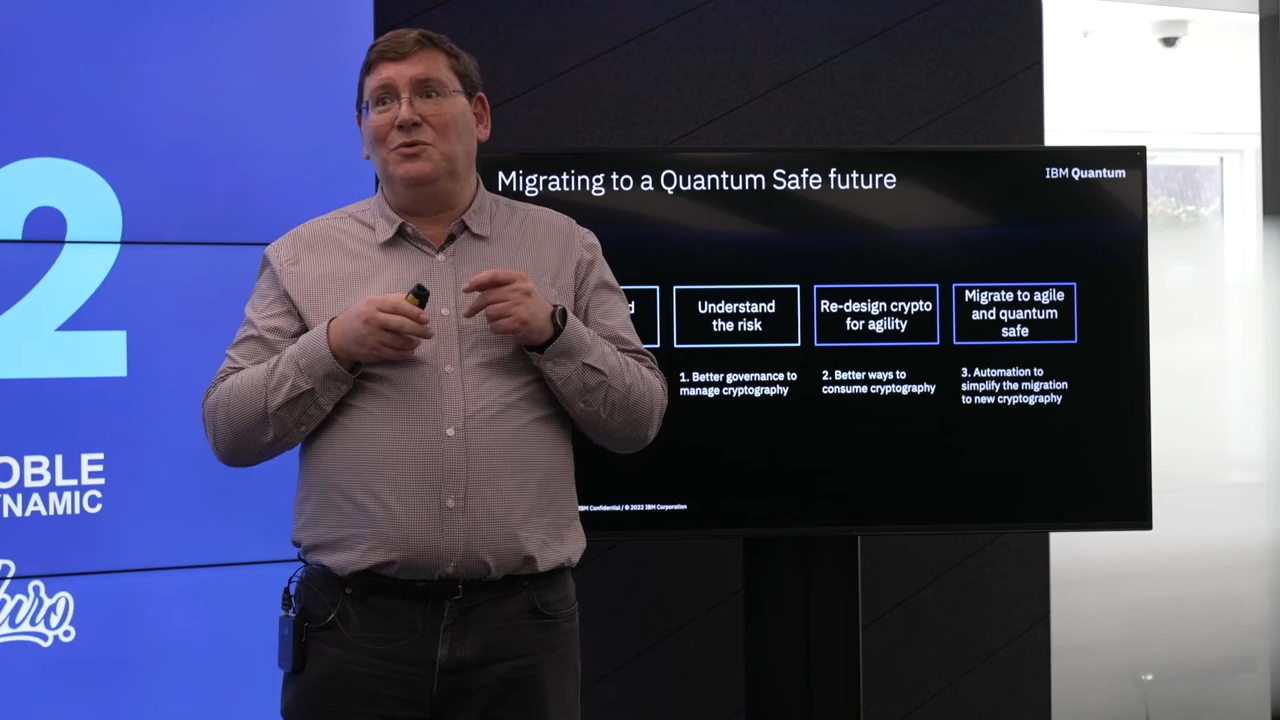 2
OBLE
YNAMIC
Migrating to a Quantum Safe future
IBM Quantum
d
Understand
the risk
Re-design crypto
for agility
Migrate to agile
and quantum
safe
1. Better governance to
manage cryptography
2. Better ways to
consume cryptography
3. Automation to
simplify the migration
to new cryptography
IBM Confidential / © 2022 IBM Corporation